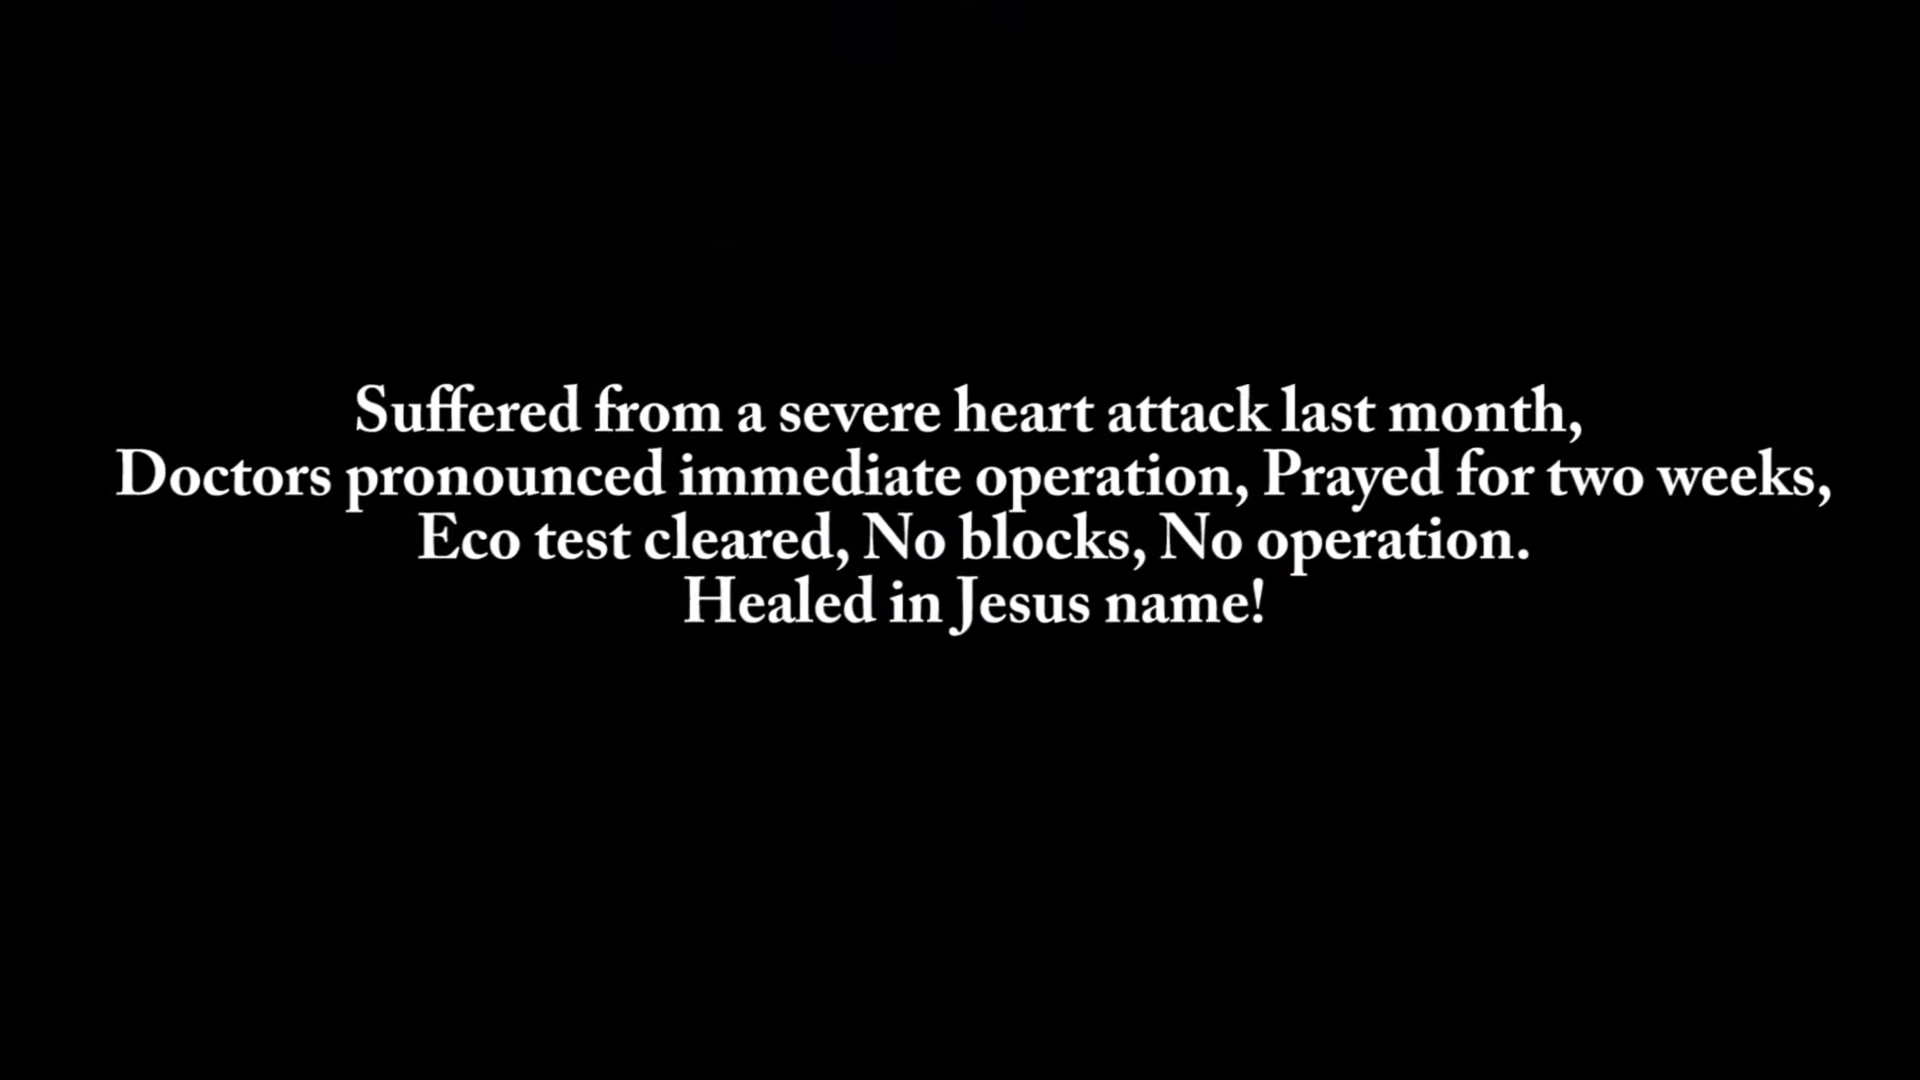 Suffered from a severe heart attack last month,
Doctors pronounced immediate operation, Prayed for two weeks,
Eco test cleared, No blocks, No operation.
Healed in Jesus name!